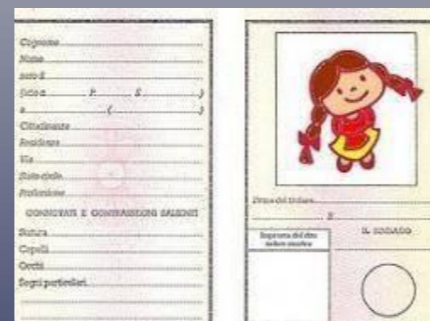 Cognome
Nome
nato il
(atto n. P. S. )
a ( )
Cittadinanza
Residenza
Via
Stato civile
Professione
CONNOTATI E CONTRASSEGNI SALIENTI
Statura
Capelli
Occhi
Segni particolari
Firma del titolare
IL SINDACO
Impronta del dito
indice sinistro